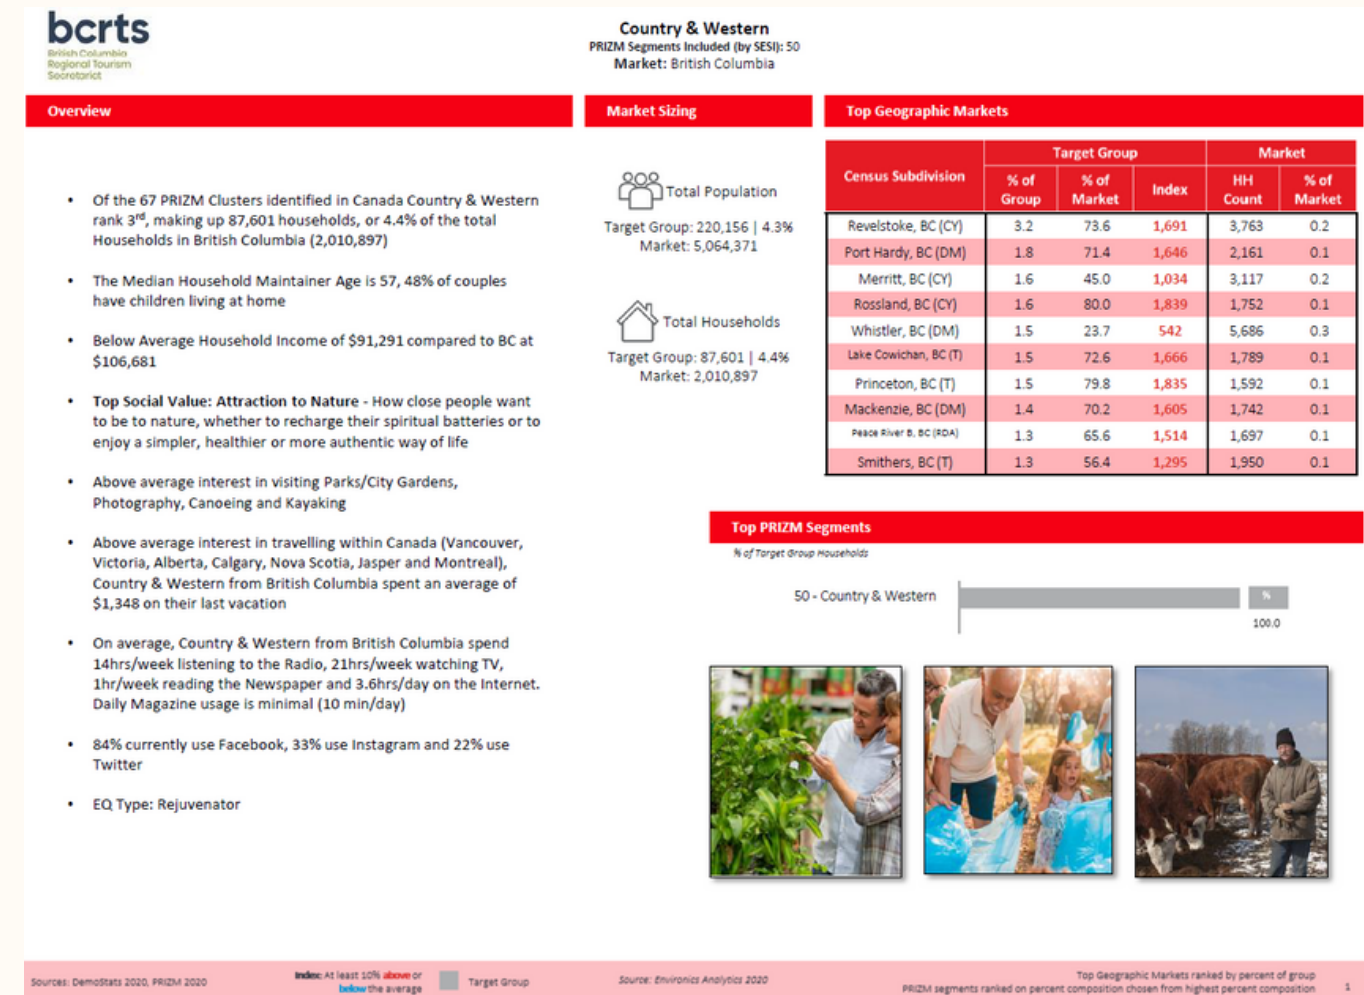 bcrts
British Columbia
Regional Tourism
Secretariat
Country & Western
PRIZM Segments Included (by SESI): 50
Market: British Columbia
Overview
• Of the 67 PRIZM Clusters identified in Canada Country & Western
rank 3rd, making up 87,601 households, or 4.4% of the total
Households in British Columbia (2,010,897)
• The Median Household Maintainer Age is 57, 48% of couples
have children living at home
• Below Average Household Income of $91,291 compared to BC at
$106,681
• Top Social Value: Attraction to Nature - How close people want
to be to nature, whether to recharge their spiritual batteries or to
enjoy a simpler, healthier or more authentic way of life
• Above average interest in visiting Parks/City Gardens,
Photography, Canoeing and Kayaking
• Above average interest in travelling within Canada (Vancouver,
Victoria, Alberta, Calgary, Nova Scotia, Jasper and Montreal),
Country & Western from British Columbia spent an average of
$1,348 on their last vacation
• On average, Country & Western from British Columbia spend
14hrs/week listening to the Radio, 21hrs/week watching TV,
1hr/week reading the Newspaper and 3.6hrs/day on the Internet.
Daily Magazine usage is minimal (10 min/day)
• 84% currently use Facebook, 33% use Instagram and 22% use
Twitter
• EQ Type: Rejuvenator
Market Sizing
Total Population
Target Group: 220,156 | 4.3%
Market: 5,064,371
Total Households
Target Group: 87,601 | 4.4%
Market: 2,010,897
Top Geographic Markets
Target Group Market
Census Subdivision % of Group % of Market Index HH Count % of Market
Revelstoke, BC (CY) 3.2 73.6 1,691 3,763 0.2
Port Hardy, BC (DM) 1.8 71.4 1,646 2,161 0.1
Merritt, BC (CY) 1.6 45.0 1,034 3,117 0.2
Rossland, BC (CY) 1.6 80.0 1,839 1,752 0.1
Whistler, BC (DM) 1.5 23.7 542 5,686 0.3
Lake Cowichan, BC (T) 1.5 72.6 1,666 1,789 0.1
Princeton, BC (T) 1.5 79.8 1,835 1,592 0.1
Mackenzie, BC (DM) 1.4 70.2 1,605 1,742 0.1
Peace River B, BC (RDA) 1.3 65.6 1,514 1,697 0.1
Smithers, BC (T) 1.3 56.4 1,295 1,950 0.1
Top PRIZM Segments
% of Target Group Households
50 - Country & Western
%
100.0
Sources: DemoStats 2020, PRIZM 2020
Index: At least 10% above or
below the average
Target Group
Source: Environics Analytics 2020
Top Geographic Markets ranked by percent of group
PRIZM segments ranked on percent composition chosen from highest percent composition
1